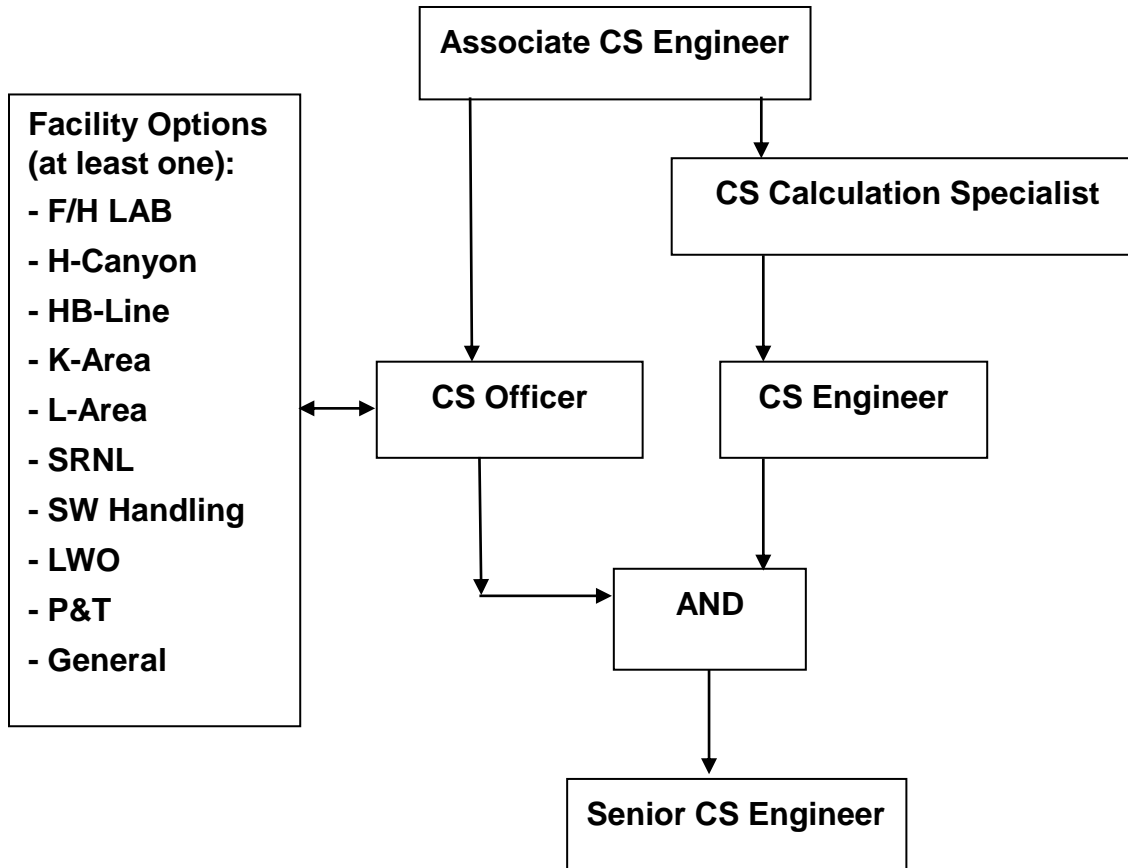 Associate CS Engineer
Facility Options
(at least one):
- F/H LAB
- H-Canyon
- HB-Line
- K-Area
- L-Area
- SRNL
- SW Handling
- LWO
- P&T
- General
CS Calculation Specialist
CS Officer
CS Engineer
AND
Senior CS Engineer